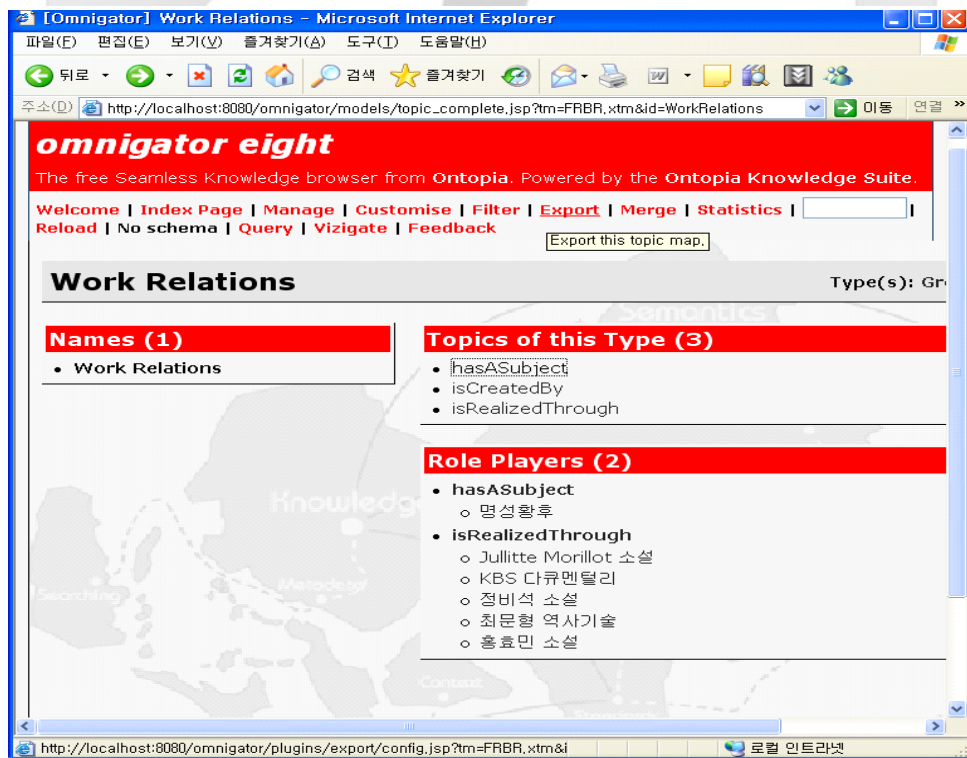 [Omnigator] Work Relations - Microsoft Internet Explorer
파일(F) 편집(E) 보기(V) 즐겨찾기(A) 도구(T) 도움말(H)
뒤로 검색 즐겨찾기
주소(D) http://localhost:8080/omnigator/models/topic_complete.jsp?tm=FRBR.xtm&id=WorkRelations 이동 연결 »
omnigator eight
The free Seamless Knowledge browser from Ontopia. Powered by the Ontopia Knowledge Suite.
Welcome | Index Page | Manage | Customise | Filter | Export | Merge | Statistics | |
Reload | No schema | Query | Vizigate | Feedback
Export this topic map.
Work Relations
Type(s): Gr
Names (1)
• Work Relations
Topics of this Type (3)
• hasASubject
• isCreatedBy
• isRealizedThrough
Role Players (2)
• hasASubject
o 명성황후
• isRealizedThrough
o Jullitte Morillot 소설
o KBS 다큐멘털리
o 정비석 소설
o 최문형 역사기술
o 홍효민 소설
Semantics
Knowledg
Metadata
Searching
Context
http://localhost:8080/omnigator/plugins/export/config.jsp?tm=FRBR.xtm&i 로컬 인트라넷